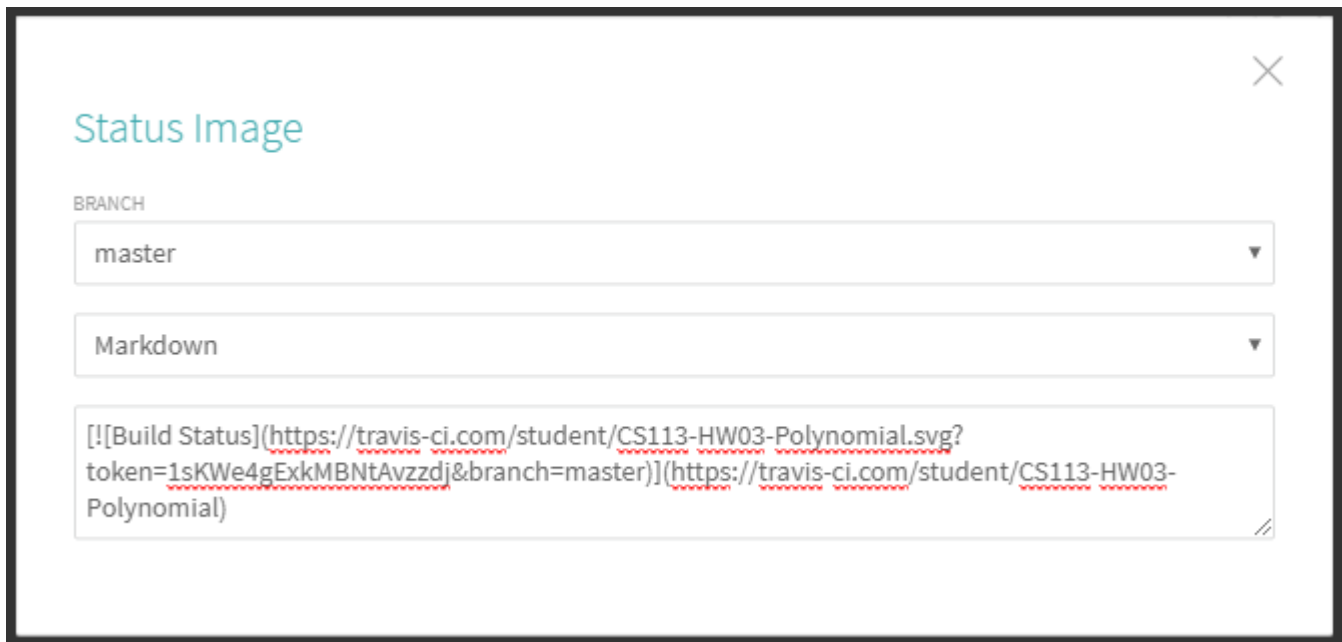 Status Image
BRANCH
master
Markdown
[![Build Status](https://travis-ci.com/student/CS113-HW03-Polynomial.svg?
token=1sKWe4gExkMBNtAvzzdj&branch=master)](https://travis-ci.com/student/CS113-HW03-
Polynomial)